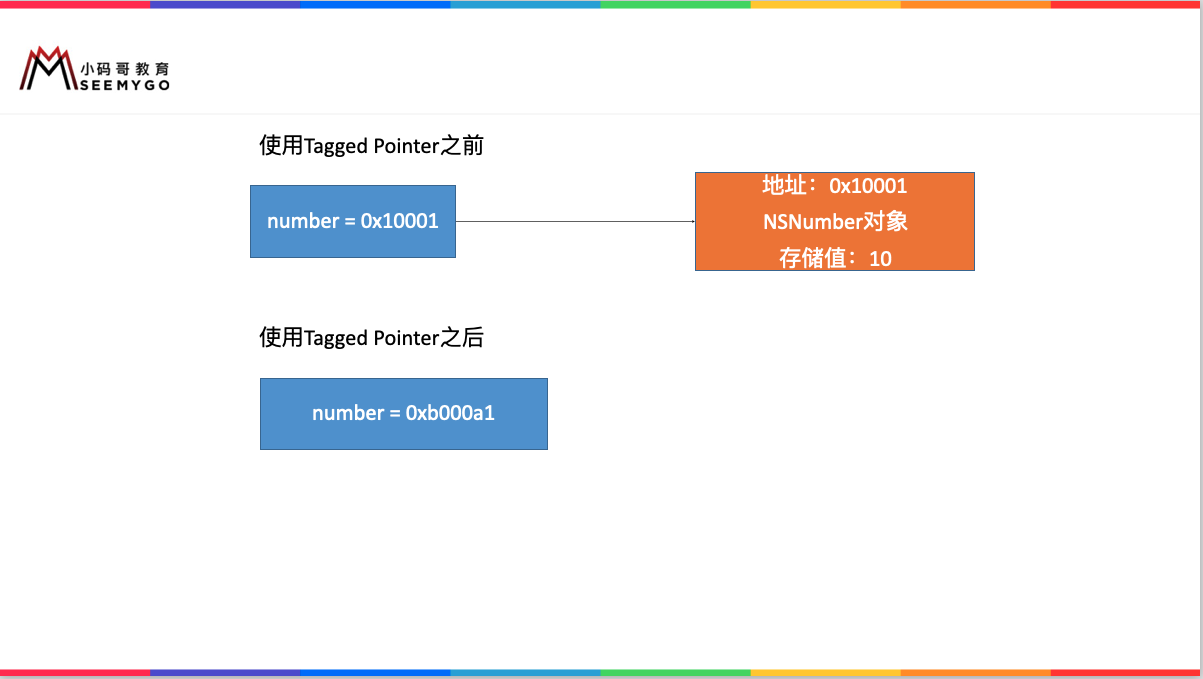 小码哥教育
SEEMYGO
使用Tagged Pointer之前
number = 0x10001
地址：0x10001
NSNumber对象
存储值：10
使用Tagged Pointer之后
number = 0xb000a1